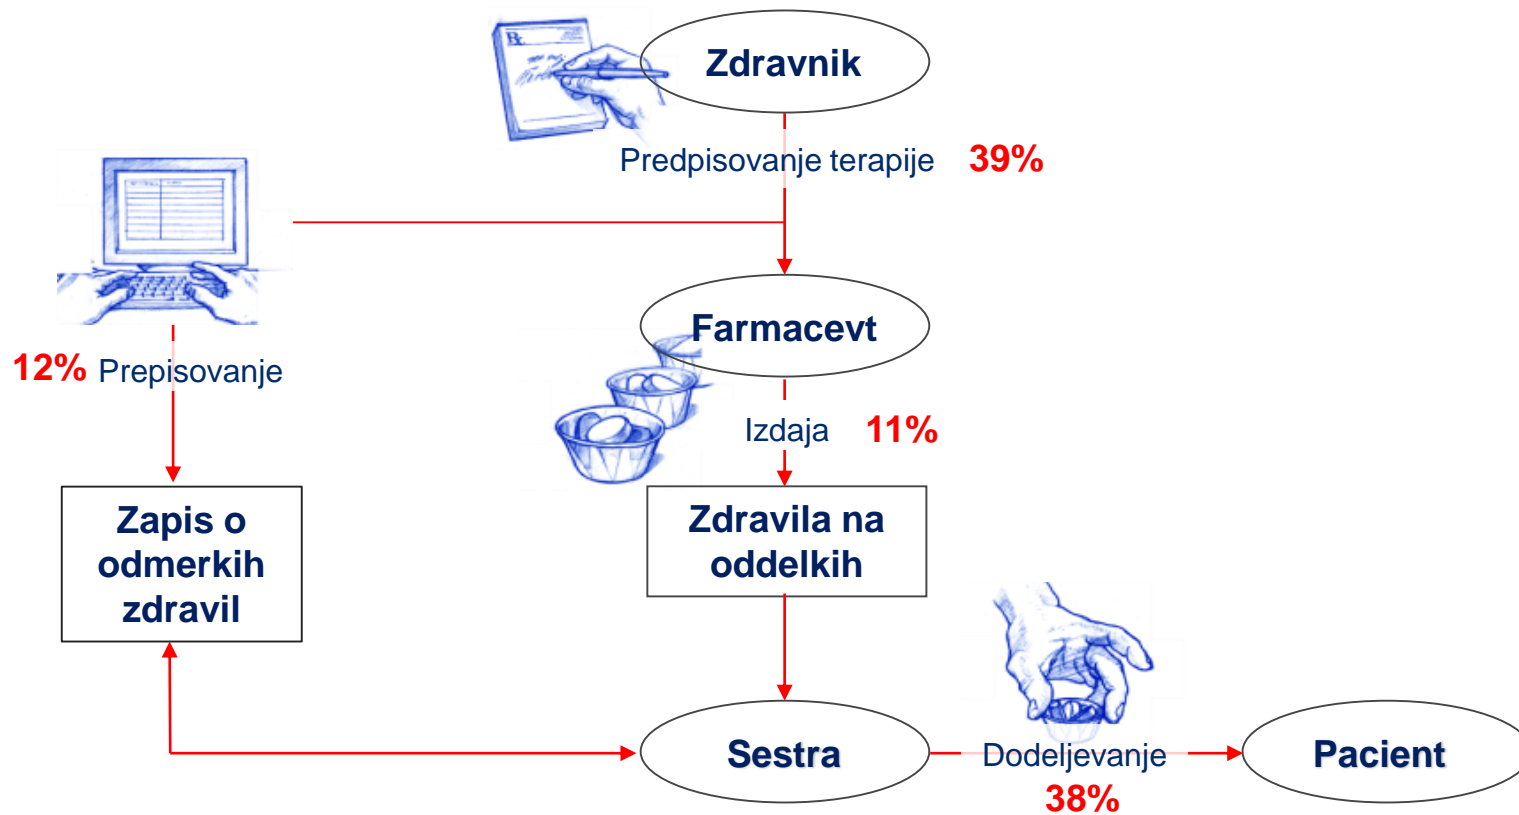 Zdravnik
Predpisovanje terapije 39%
Farmacevt
12% Prepisovanje
Izdaja 11%
Zapis o
odmerkih
zdravil
Zdravila na
oddelkih
Sestra
Dodeljevanje
38%
Pacient